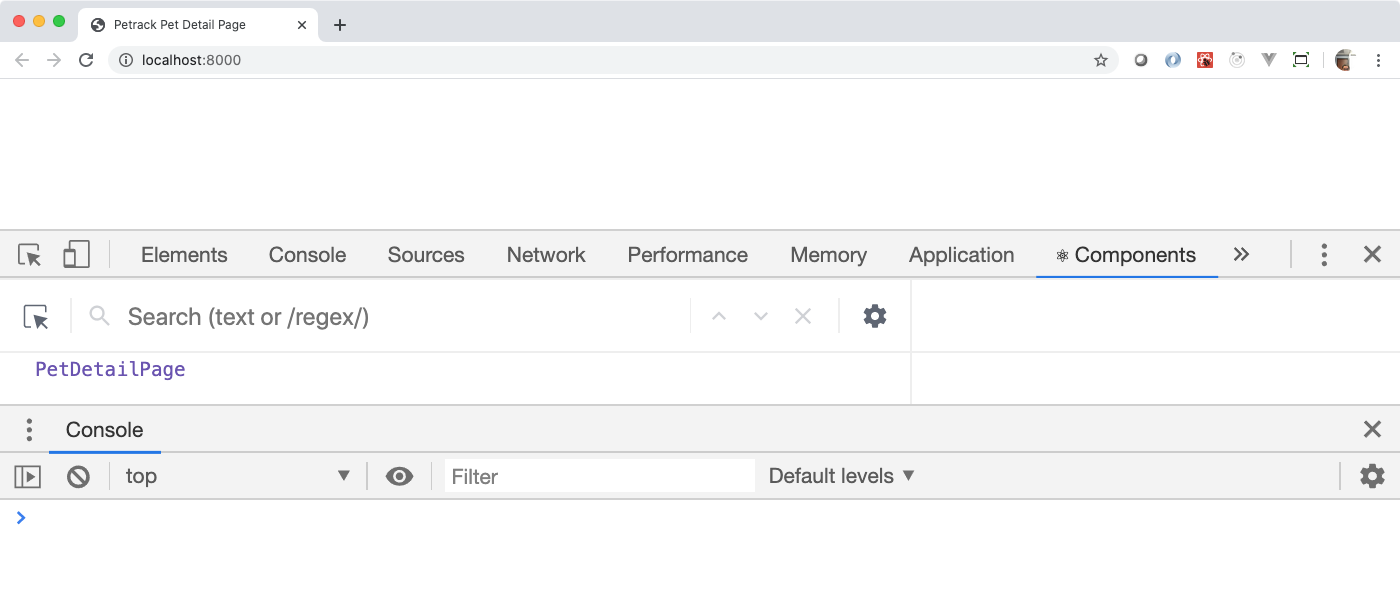 Petrack Pet Detail Page
localhost:8000
Elements Console Sources Network Performance Memory Application Components
Search (text or /regex/)
PetDetailPage
Console
top Filter Default levels